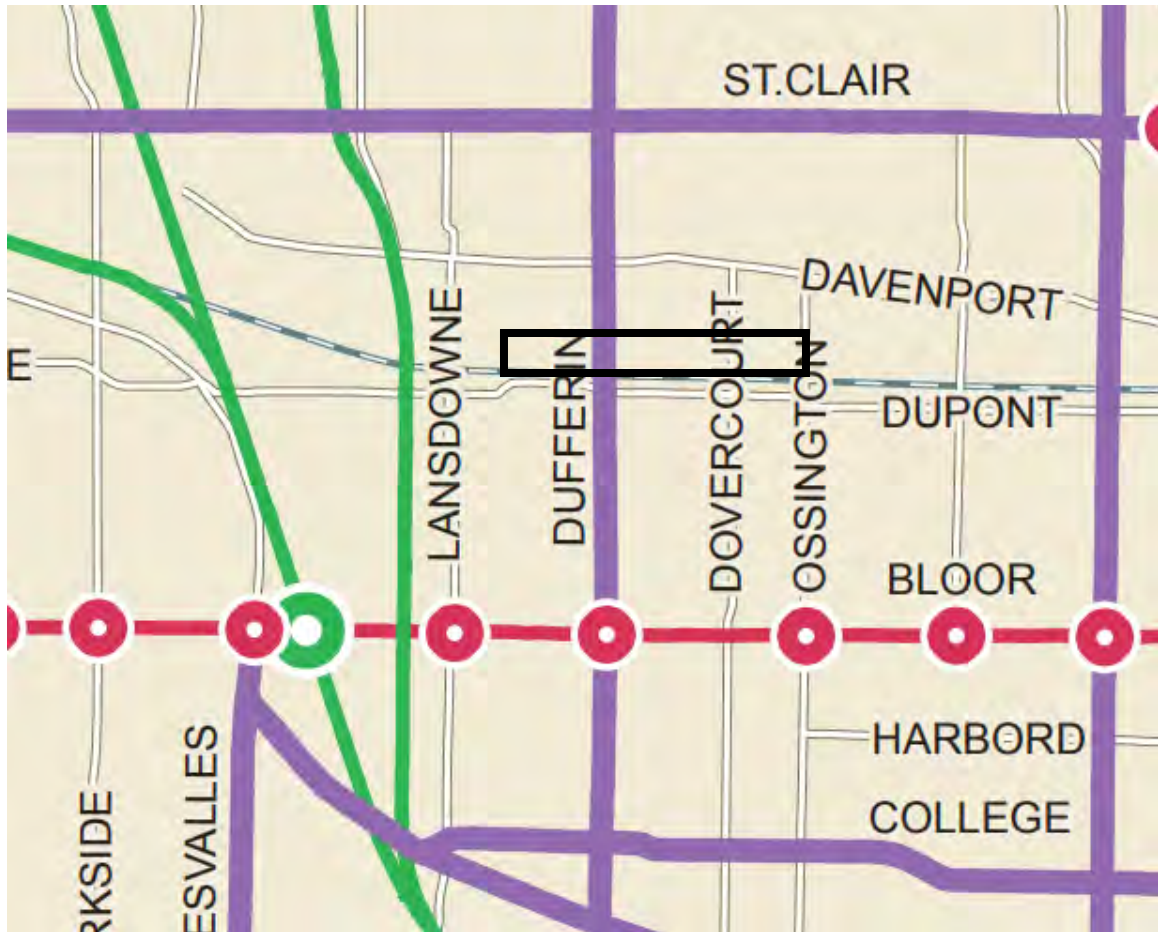 ST.CLAIR
DAVENPORT
E
LANSDOWNE
DUFFERIN
DOVERCOURT
OSSINGTON
DUPONT
BLOOR
HARBORD
COLLEGE
RKSIDE
ESVALLES